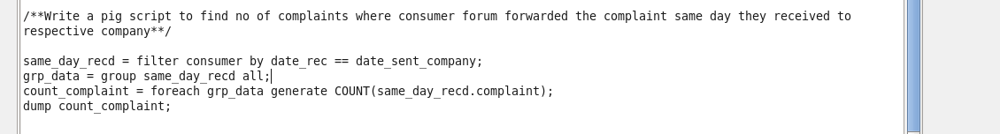 /**Write a pig script to find no of complaints where consumer forum forwarded the complaint same day they received to
respective company**/
same_day_recd = filter consumer by date_rec == date_sent_company;
grp_data = group same_day_recd all;
count_complaint = foreach grp_data generate COUNT(same_day_recd.complaint);
dump count_complaint;